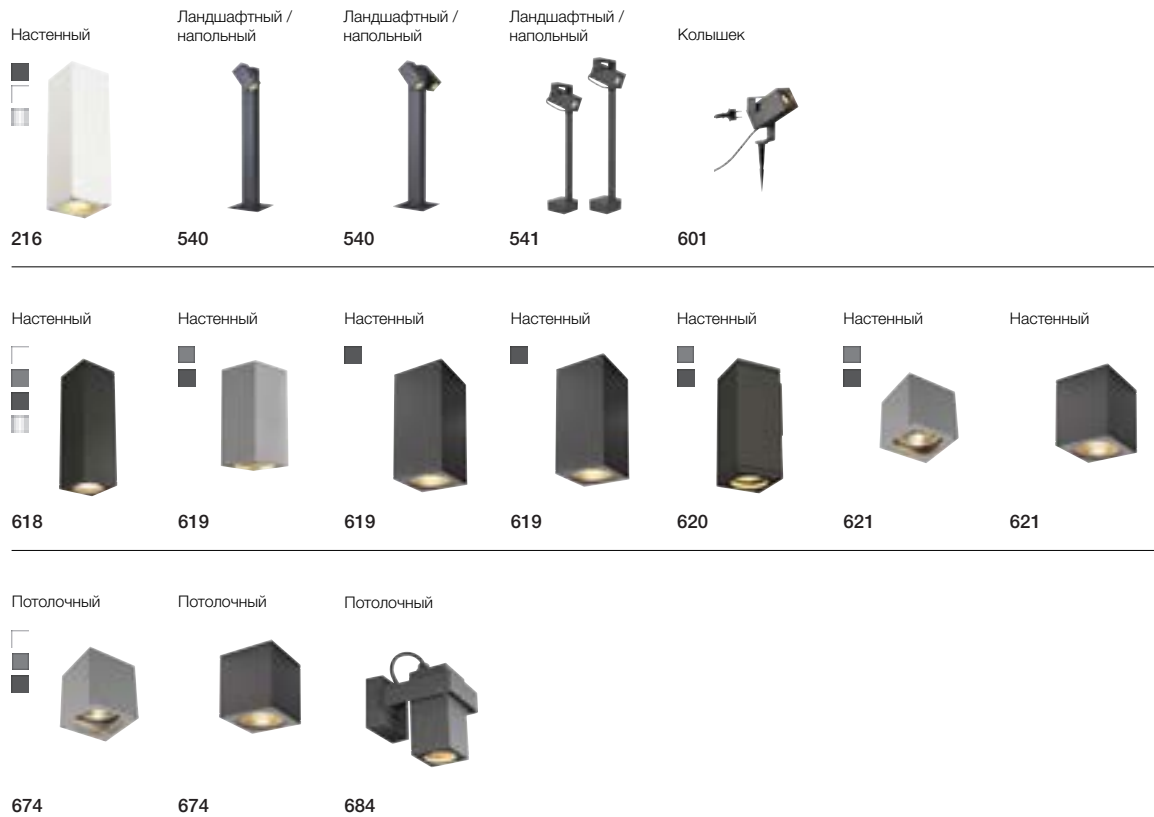 Настенный
Ландшафтный /
напольный
Ландшафтный /
напольный
Ландшафтный /
напольный
Колышек
216
540
540
541
601
Настенный
Настенный
Настенный
Настенный
Настенный
Настенный
Настенный
618
619
619
619
620
621
621
Потолочный
Потолочный
Потолочный
674
674
684